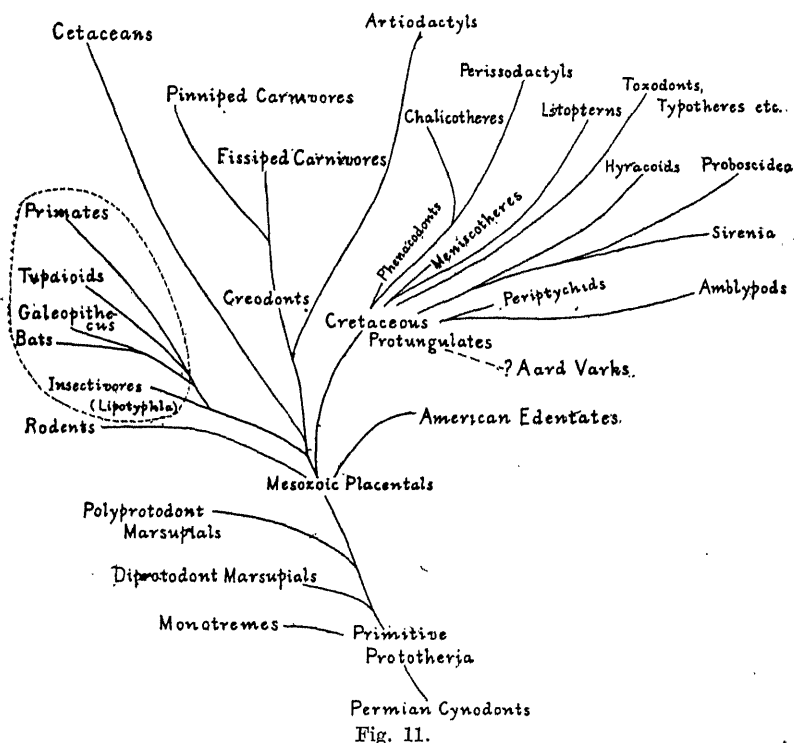 Artiodactyls
Cetaceans
Perissodactyls
Pinniped Carnivores
Chalicotheres
Litopterns
Toxodonts,
Typotheres etc..
Fissiped Carnivores
Hyracoids
Proboscidea
Primates
Phenacodonts
Meniscotheres
Sirenia
Tupaioids
Galeopithe-
cus
Bats
Creodonts
Periptychids
Amblypods
Cretaceous
Protungulates
? Aard Varks.
Insectivores
(Lipotyphla)
Rodents
American Edentates.
Mesozoic Placentals
Polyprotodont
Marsupials
Diprotodont Marsupials
Monotremes
Primitive
Prototheria
Permian Cynodonts
Fig. 11.